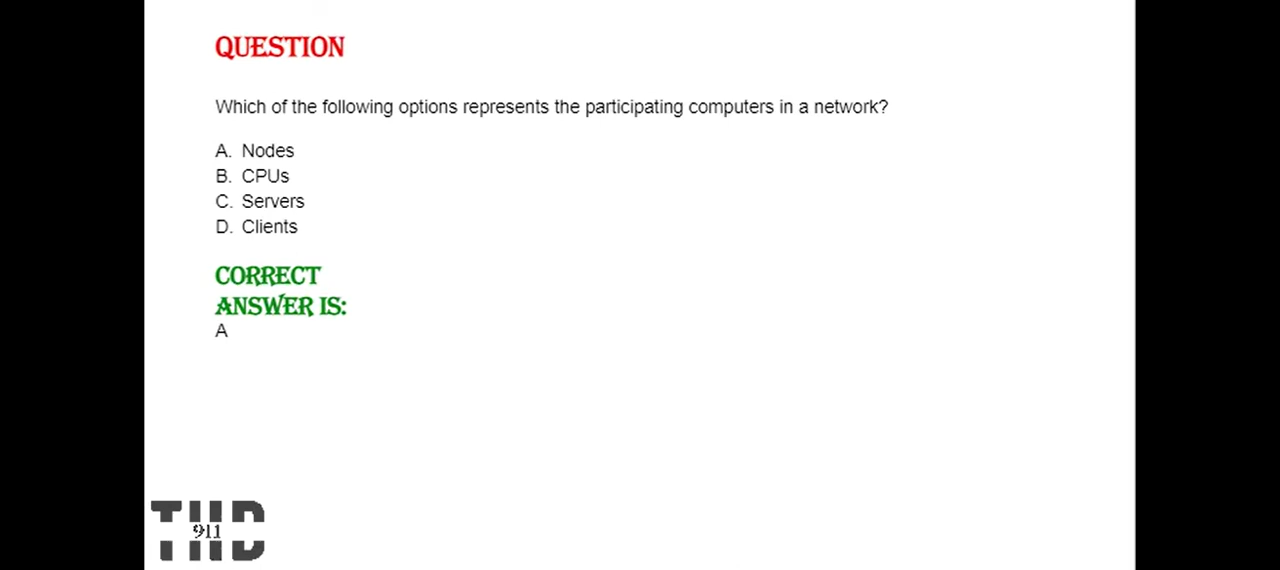 QUESTION
Which of the following options represents the participating computers in a network?
A. Nodes
B. CPUs
C. Servers
D. Clients
CORRECT
ANSWER IS:
A
THD
911